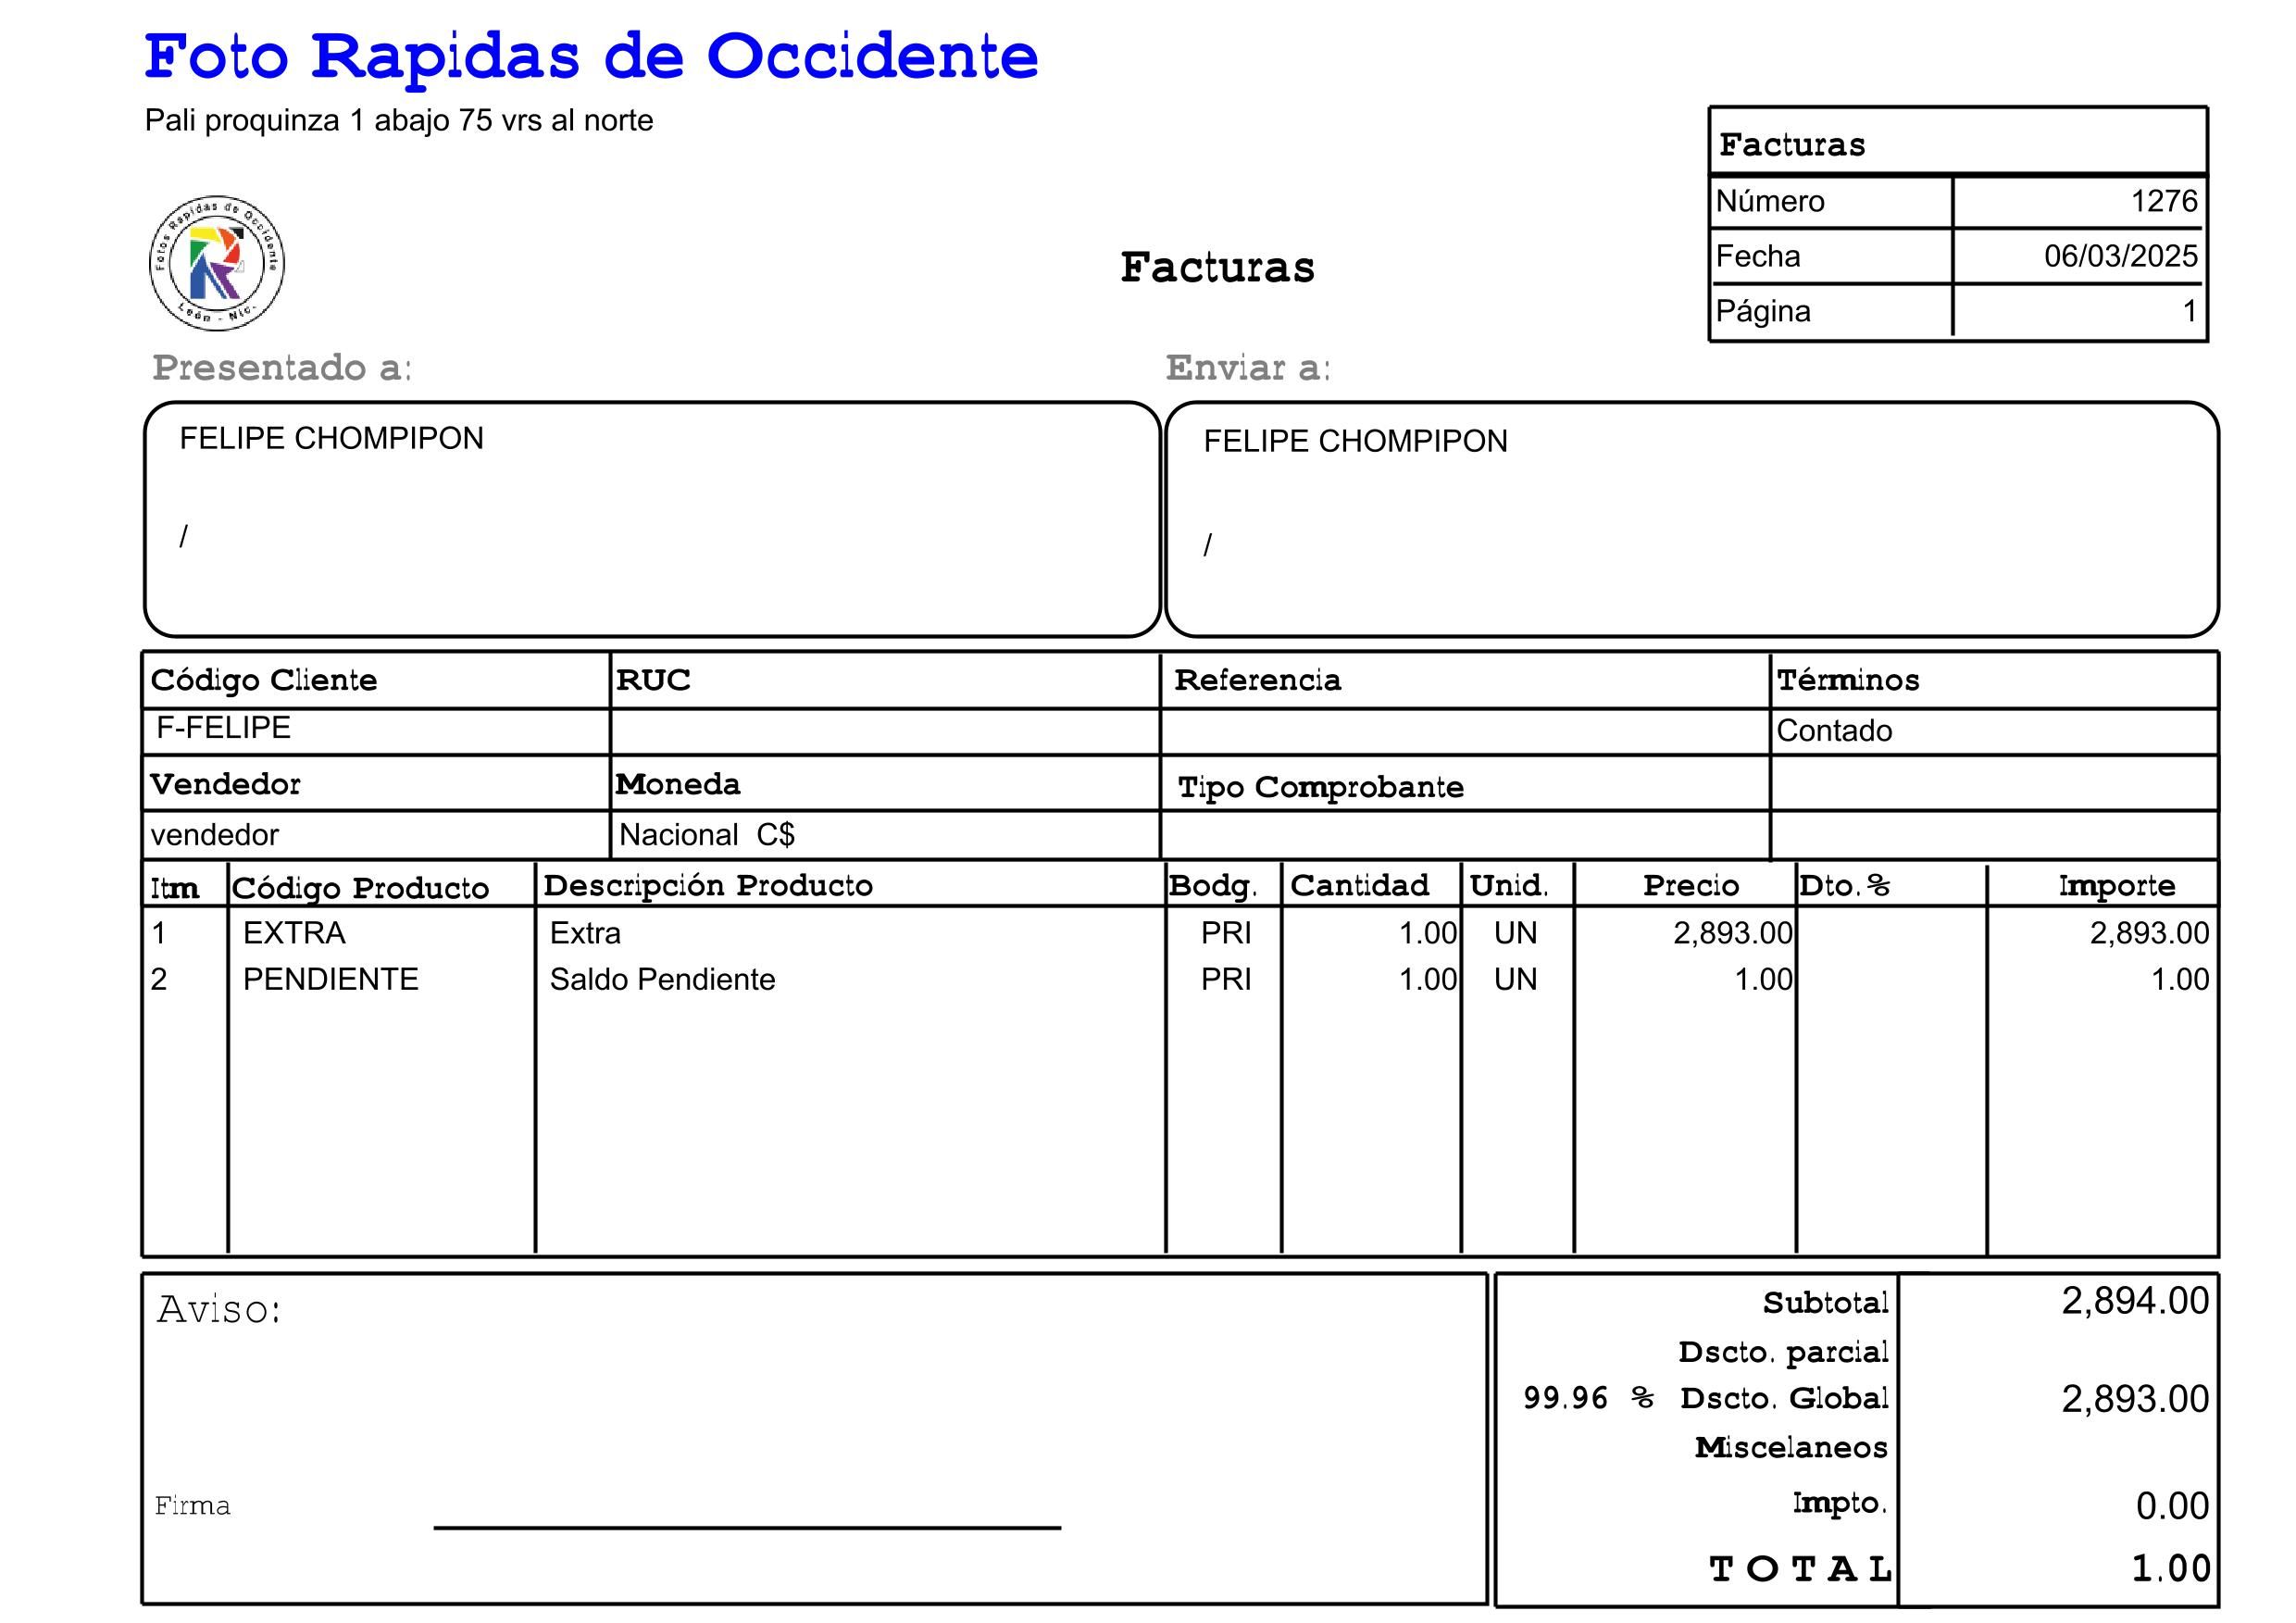 Foto Rapidas de Occidente
Pali proquinza 1 abajo 75 vrs al norte
Facturas
Número 1276
Fecha 06/03/2025
Página 1
Fotos Rapidas de Occidente
León - Nic.
Facturas
Presentado a: Enviar a:
FELIPE CHOMPIPON FELIPE CHOMPIPON
/ /
Código Cliente RUC Referencia Términos
F-FELIPE Contado
Vendedor Moneda Tipo Comprobante
vendedor Nacional C$
Itm Código Producto Descripción Producto Bodg. Cantidad Unid. Precio Dto.% Importe
1 EXTRA Extra PRI 1.00 UN 2,893.00 2,893.00
2 PENDIENTE Saldo Pendiente PRI 1.00 UN 1.00 1.00
Aviso:
Subtotal 2,894.00
Dscto. parcial
99.96 % Dscto. Global 2,893.00
Miscelaneos
Firma
Impto. 0.00
TOTAL 1.00